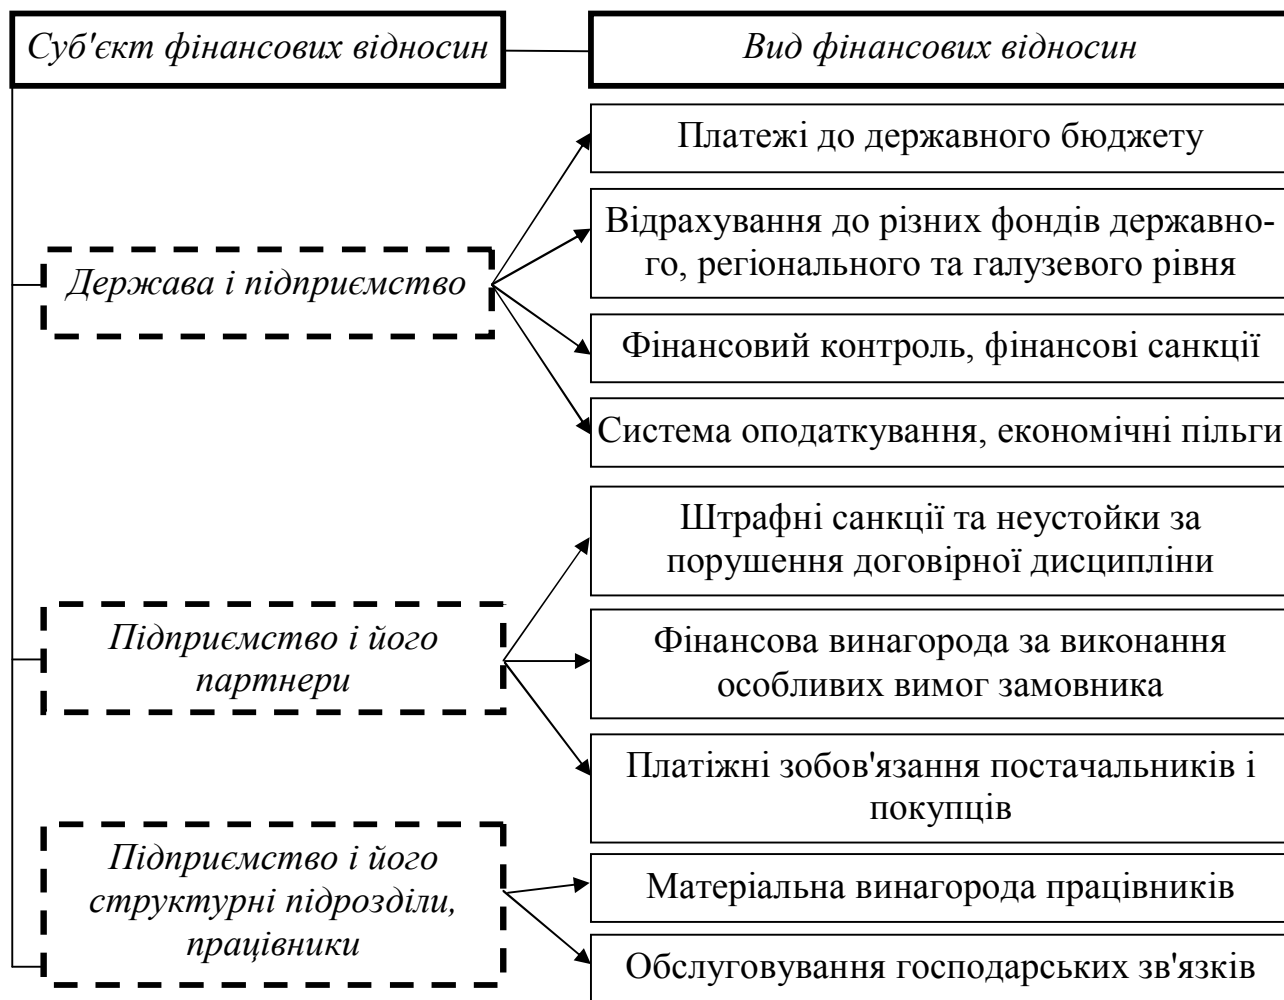 Суб'єкт фінансових відносин
Вид фінансових відносин
Держава і підприємство
Платежі до державного бюджету
Відрахування до різних фондів державно-
го, регіонального та галузевого рівня
Фінансовий контроль, фінансові санкції
Система оподаткування, економічні пільги
Підприємство і його
партнери
Штрафні санкції та неустойки за
порушення договірної дисципліни
Фінансова винагорода за виконання
особливих вимог замовника
Платіжні зобов'язання постачальників і
покупців
Підприємство і його
структурні підрозділи,
працівники
Матеріальна винагорода працівників
Обслуговування господарських зв'язків